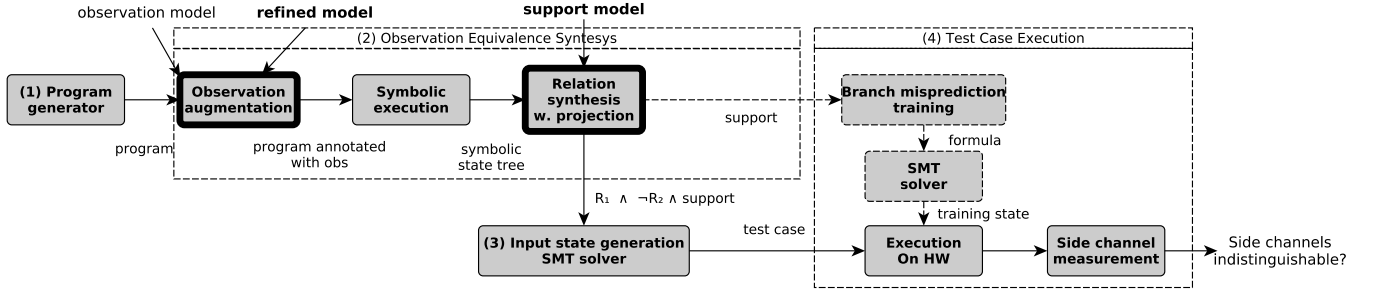 observation model
refined model
support model
(2) Observation Equivalence Syntesys
(4) Test Case Execution
(1) Program
generator
Observation
augmentation
Symbolic
execution
Relation
synthesis
w. projection
Branch misprediction
training
support
program
program annotated
with obs
symbolic
state tree
formula
SMT
solver
R₁ ∧ ¬R₂ ∧ support
training state
(3) Input state generation
SMT solver
test case
Execution
On HW
Side channel
measurement
Side channels
indistinguishable?